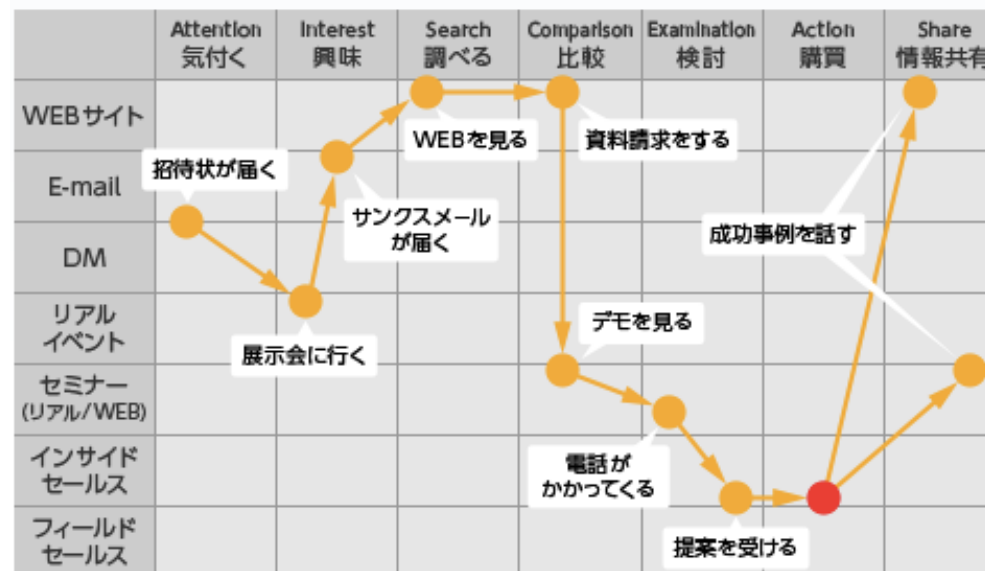 Attention
気付く
Interest
興味
Search
調べる
Comparison
比較
Examination
検討
Action
購買
Share
情報共有
WEBサイト
E-mail
DM
リアル
イベント
セミナー
(リアル/WEB)
インサイド
セールス
フィールド
セールス
招待状が届く
展示会に行く
サンクスメール
が届く
WEBを見る
資料請求をする
デモを見る
電話が
かかってくる
提案を受ける
成功事例を話す